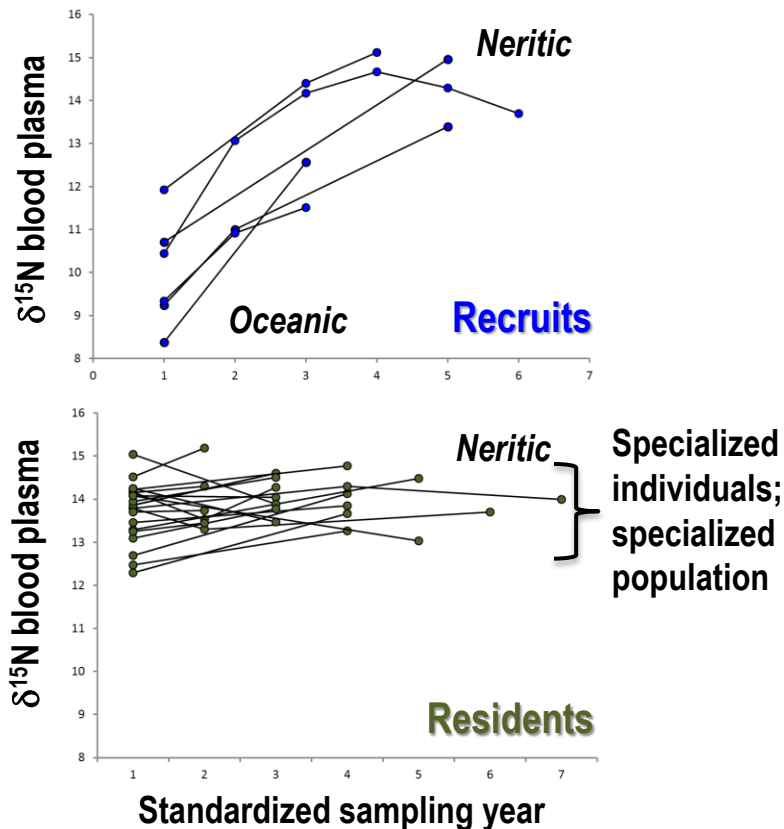 δ¹⁵N blood plasma
16
15
14
13
12
11
10
9
8
Neritic
Oceanic
Recruits
0 1 2 3 4 5 6 7
δ¹⁵N blood plasma
16
15
14
13
12
11
10
9
8
Neritic
Specialized
individuals;
specialized
population
Residents
1 2 3 4 5 6 7
Standardized sampling year